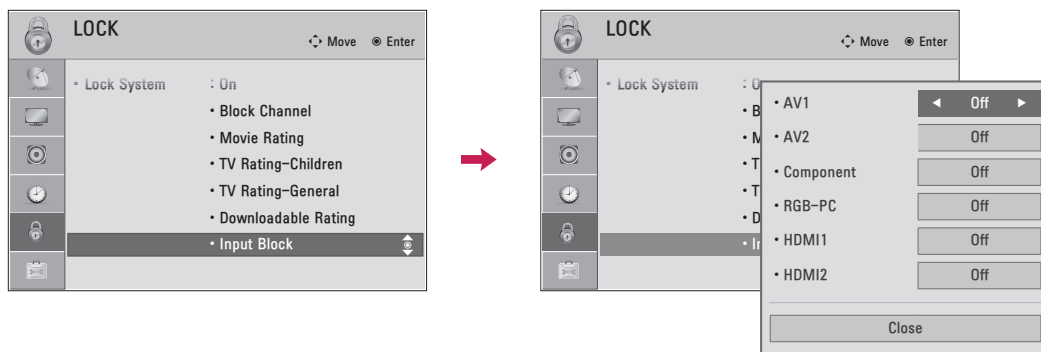 LOCK
Move Enter
• Lock System : On
• Block Channel
• Movie Rating
• TV Rating-Children
• TV Rating-General
• Downloadable Rating
• Input Block
LOCK
Move Enter
• Lock System
• AV1 ◄ Off ►
• AV2 Off
• Component Off
• RGB-PC Off
• HDMI1 Off
• HDMI2 Off
Close